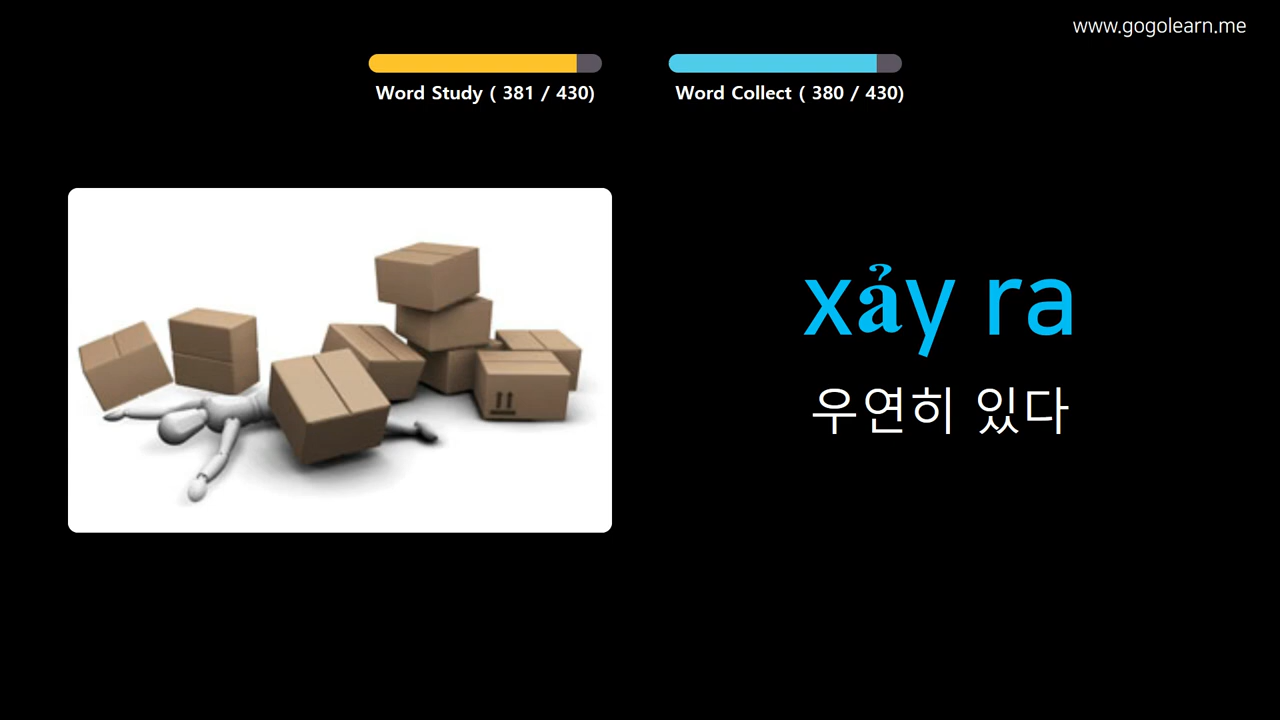 www.gogolearn.me
Word Study ( 381 / 430)
Word Collect ( 380 / 430)
xảy ra
우연히 있다